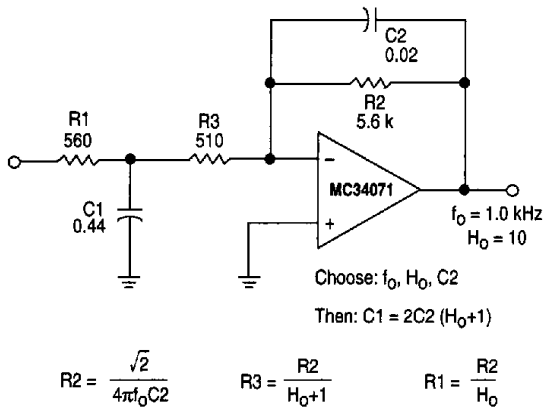 C2
0.02
R2
5.6 k
R1
560
R3
510
C1
0.44
–
+
MC34071
f₀ = 1.0 kHz
H₀ = 10
Choose: f₀, H₀, C2
Then: C1 = 2C2 (H₀+1)
R2 = √2 / 4πf₀C2
R3 = R2 / H₀+1
R1 = R2 / H₀